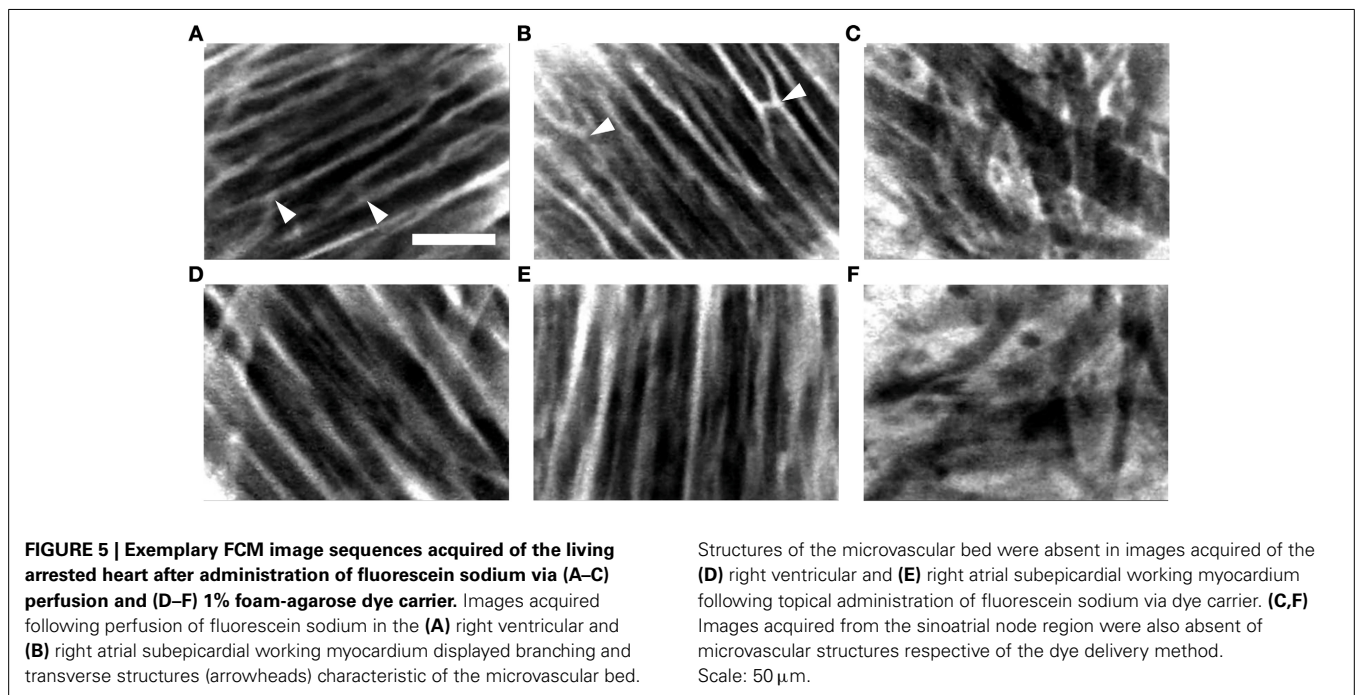 A
B
C
D
E
F
FIGURE 5 | Exemplary FCM image sequences acquired of the living
arrested heart after administration of fluorescein sodium via (A–C)
perfusion and (D–F) 1% foam-agarose dye carrier. Images acquired
following perfusion of fluorescein sodium in the (A) right ventricular and
(B) right atrial subepicardial working myocardium displayed branching and
transverse structures (arrowheads) characteristic of the microvascular bed.
Structures of the microvascular bed were absent in images acquired of the
(D) right ventricular and (E) right atrial subepicardial working myocardium
following topical administration of fluorescein sodium via dye carrier. (C,F)
Images acquired from the sinoatrial node region were also absent of
microvascular structures respective of the dye delivery method.
Scale: 50 μm.